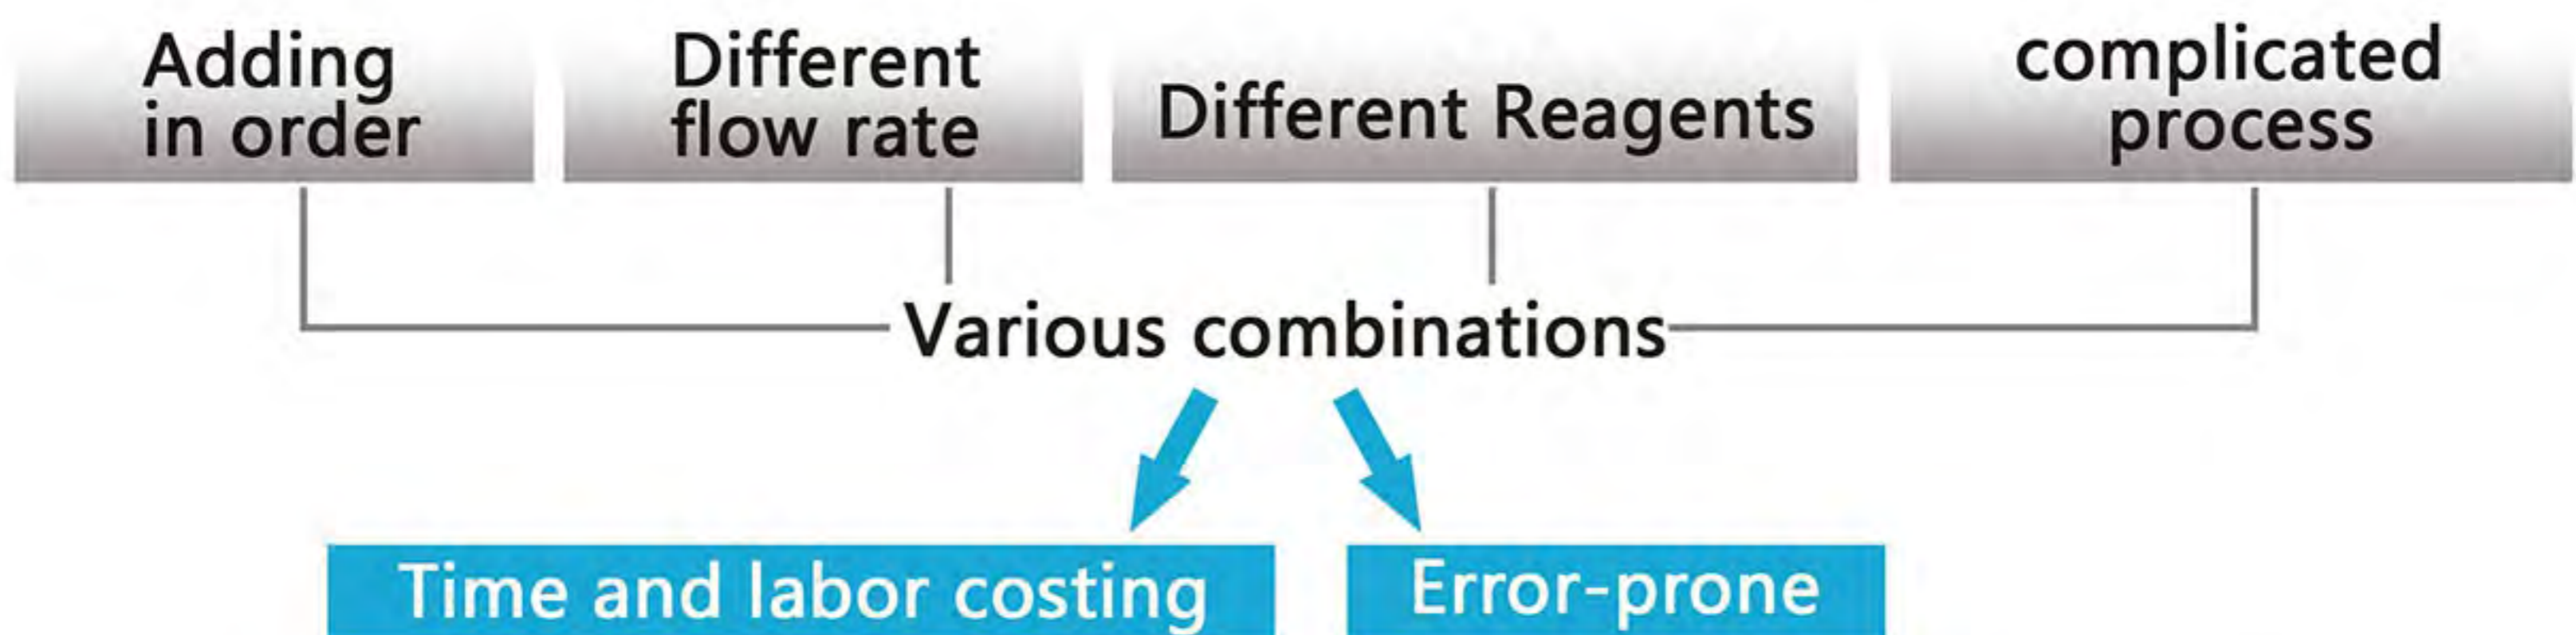 Adding
in order
Different
flow rate
Different Reagents
complicated
process
Various combinations
Time and labor costing
Error-prone